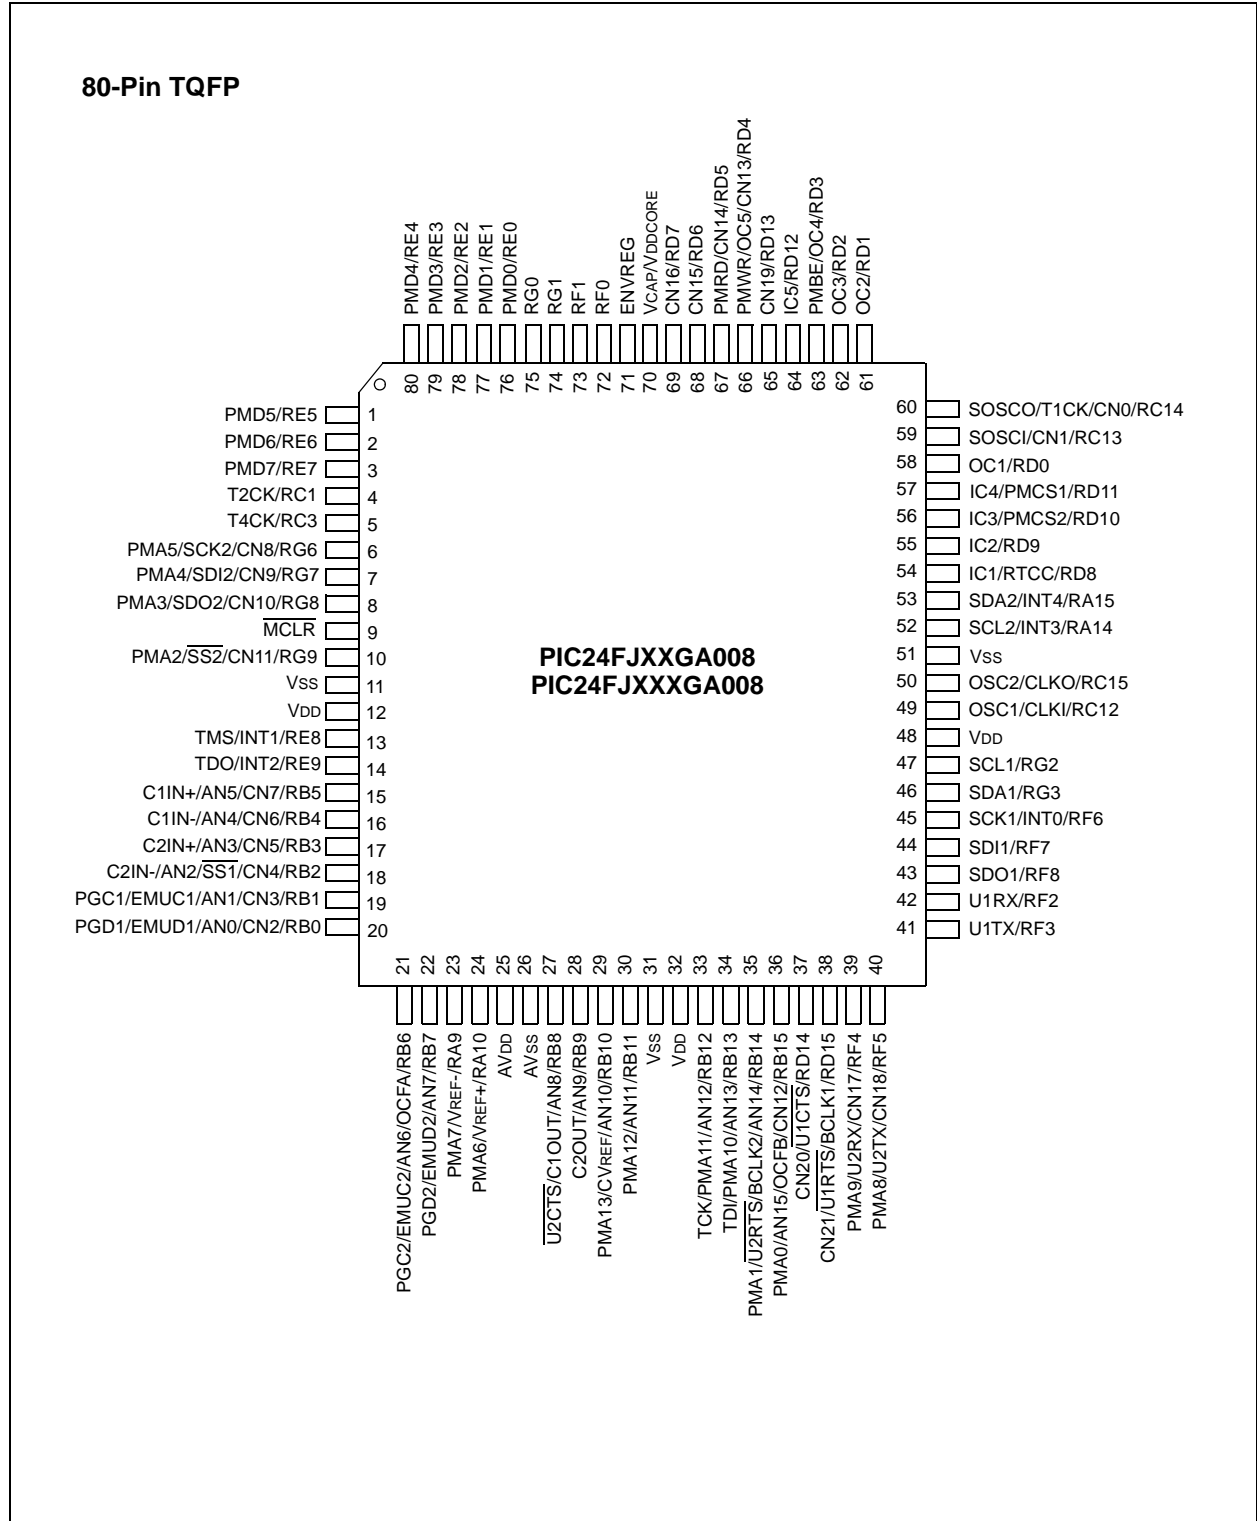 80-Pin TQFP
PMD4/RE4
PMD3/RE3
PMD2/RE2
PMD1/RE1
PMD0/RE0
RG0
RG1
RF1
RF0
ENVREG
VCAP/VDDCORE
CN16/RD7
CN15/RD6
PMRD/CN14/RD5
PMWR/OC5/CN13/RD4
CN19/RD13
IC5/RD12
PMBE/OC4/RD3
OC3/RD2
OC2/RD1
80
79
78
77
76
75
74
73
72
71
70
69
68
67
66
65
64
63
62
61
PMD5/RE5 1
PMD6/RE6 2
PMD7/RE7 3
T2CK/RC1 4
T4CK/RC3 5
PMA5/SCK2/CN8/RG6 6
PMA4/SDI2/CN9/RG7 7
PMA3/SDO2/CN10/RG8 8
MCLR 9
PMA2/SS2/CN11/RG9 10
VSS 11
VDD 12
TMS/INT1/RE8 13
TDO/INT2/RE9 14
C1IN+/AN5/CN7/RB5 15
C1IN-/AN4/CN6/RB4 16
C2IN+/AN3/CN5/RB3 17
C2IN-/AN2/SS1/CN4/RB2 18
PGC1/EMUC1/AN1/CN3/RB1 19
PGD1/EMUD1/AN0/CN2/RB0 20
PIC24FJXXGA008
PIC24FJXXXGA008
60 SOSCO/T1CK/CN0/RC14
59 SOSCI/CN1/RC13
58 OC1/RD0
57 IC4/PMCS1/RD11
56 IC3/PMCS2/RD10
55 IC2/RD9
54 IC1/RTCC/RD8
53 SDA2/INT4/RA15
52 SCL2/INT3/RA14
51 VSS
50 OSC2/CLKO/RC15
49 OSC1/CLKI/RC12
48 VDD
47 SCL1/RG2
46 SDA1/RG3
45 SCK1/INT0/RF6
44 SDI1/RF7
43 SDO1/RF8
42 U1RX/RF2
41 U1TX/RF3
21
22
23
24
25
26
27
28
29
30
31
32
33
34
35
36
37
38
39
40
PGC2/EMUC2/AN6/OCFA/RB6
PGD2/EMUD2/AN7/RB7
PMA7/VREF-/RA9
PMA6/VREF+/RA10
AVDD
AVSS
U2CTS/C1OUT/AN8/RB8
C2OUT/AN9/RB9
PMA13/CVREF/AN10/RB10
PMA12/AN11/RB11
VSS
VDD
TCK/PMA11/AN12/RB12
TDI/PMA10/AN13/RB13
PMA1/U2RTS/BCLK2/AN14/RB14
PMA0/AN15/OCFB/CN12/RB15
CN20/U1CTS/RD14
CN21/U1RTS/BCLK1/RD15
PMA9/U2RX/CN17/RF4
PMA8/U2TX/CN18/RF5